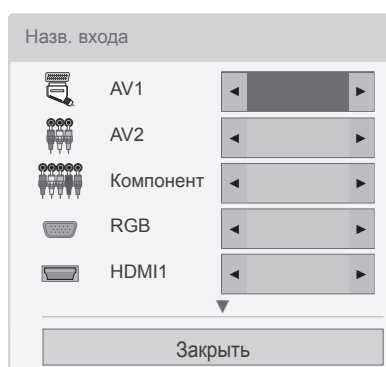 Назв. входа
AV1
AV2
Компонент
RGB
HDMI1
Закрыть